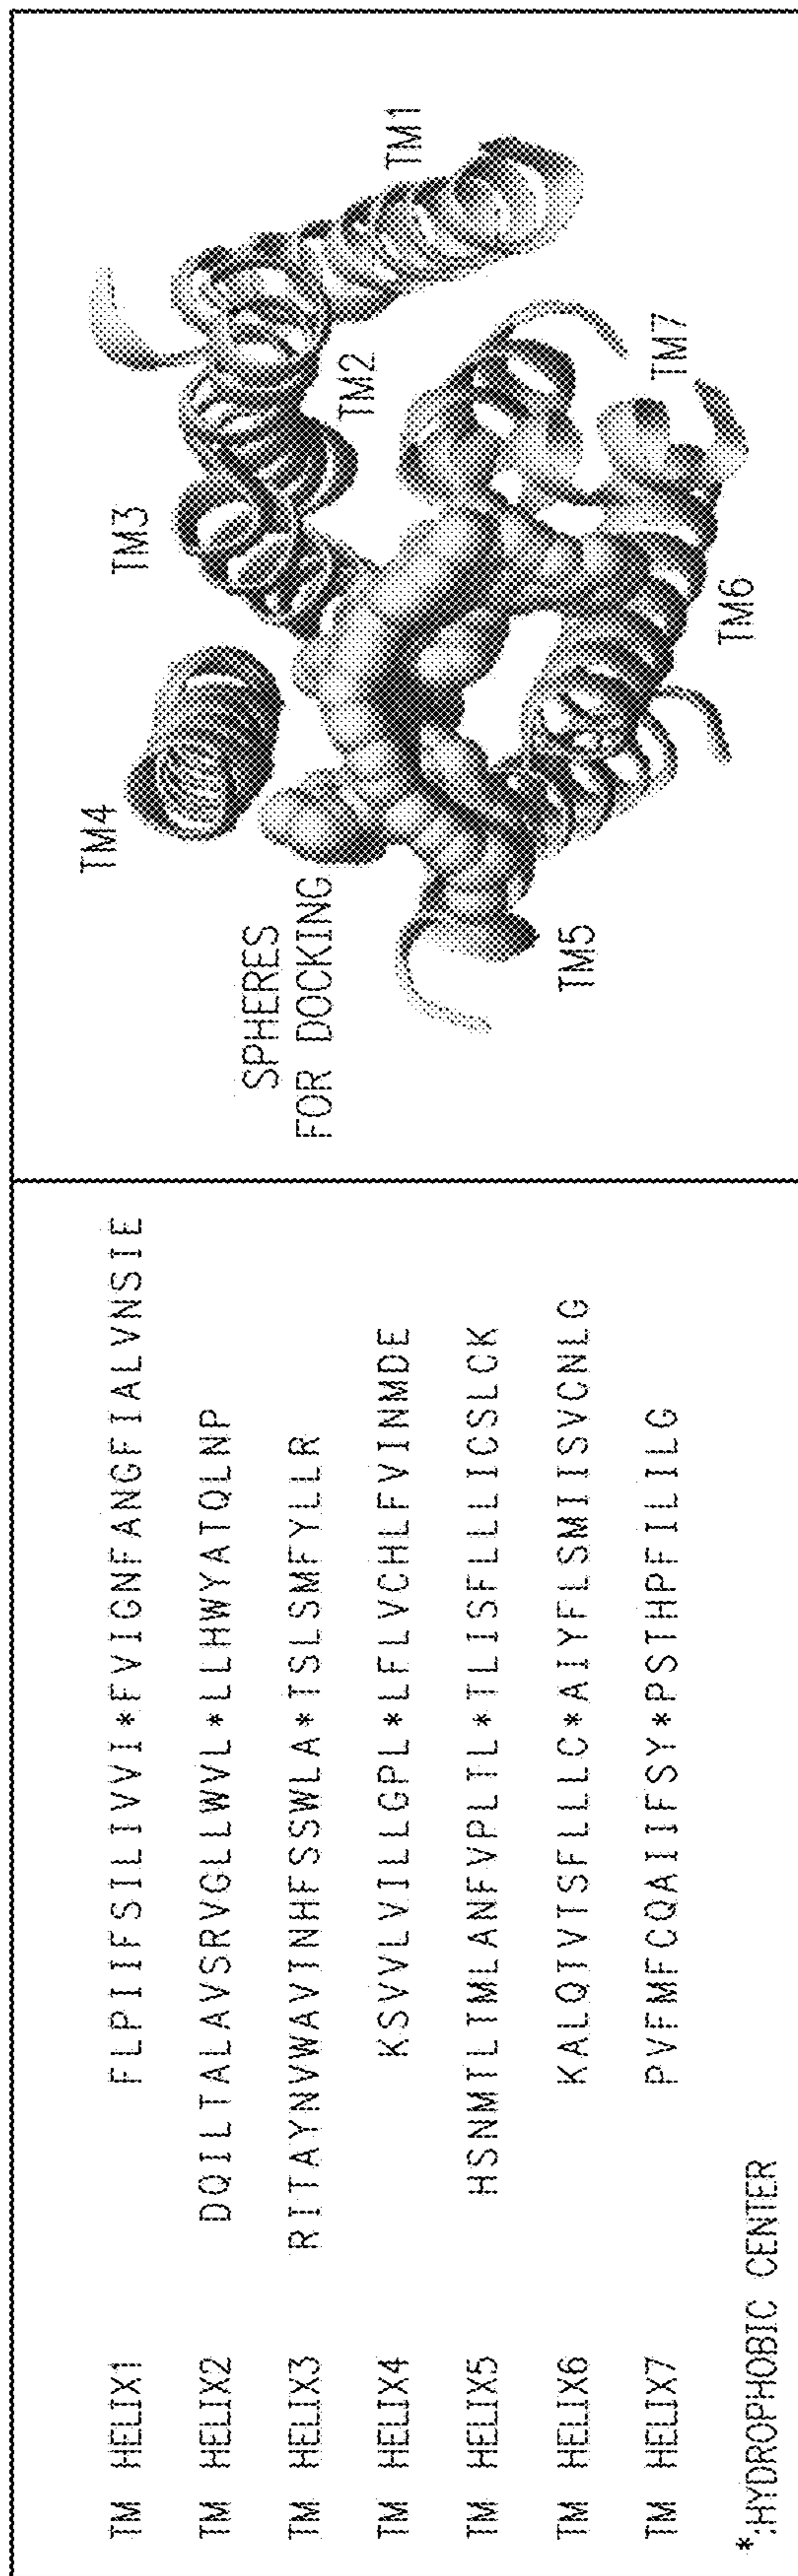 TM HELIX1 FLPIIFSILIVVI*FVIGNFANGFIALVNSIE
TM HELIX2 DQILTALAVSRVGLLWVL*LLHWYATQLNP
TM HELIX3 RITAYNVWAVINHFSSWLA*TSLSMFYLLR
TM HELIX4 KSVVLVILLGPL*LFLVCHLFVINMDE
TM HELIX5 HSNMTLTMLANFVPLTL*TLISFLLLICSLCK
TM HELIX6 KALQTVTSFLLLC*AIYFLSMIISVCNLG
TM HELIX7 PVFMFCQAIIFSY*PSTHPFILILG
*:HYDROPHOBIC CENTER
TM4
TM3
SPHERES
FOR DOCKING
TM2
TM1
TM5
TM6
TM7